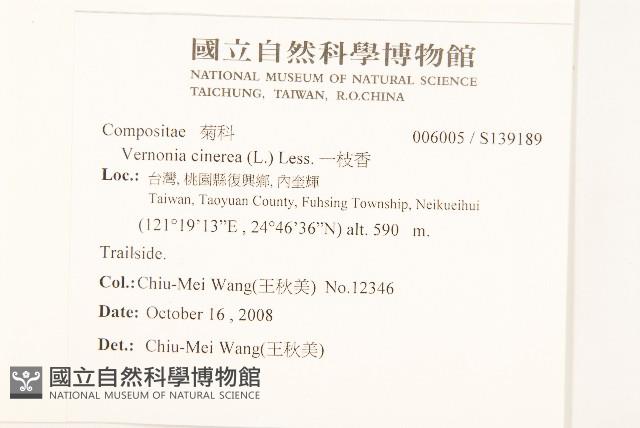 國立自然科學博物館
NATIONAL MUSEUM OF NATURAL SCIENCE
TAICHUNG, TAIWAN, R.O.CHINA
Compositae 菊科 006005 / S139189
Vernonia cinerea (L.) Less. 一枝香
Loc.: 台灣, 桃園縣復興鄉, 內奎輝
Taiwan, Taoyuan County, Fuhsing Township, Neikueihui
(121°19'13"E , 24°46'36"N) alt. 590 m.
Trailside.
Col.: Chiu-Mei Wang(王秋美) No.12346
Date: October 16 , 2008
Det.: Chiu-Mei Wang(王秋美)
國立自然科學博物館
NATIONAL MUSEUM OF NATURAL SCIENCE